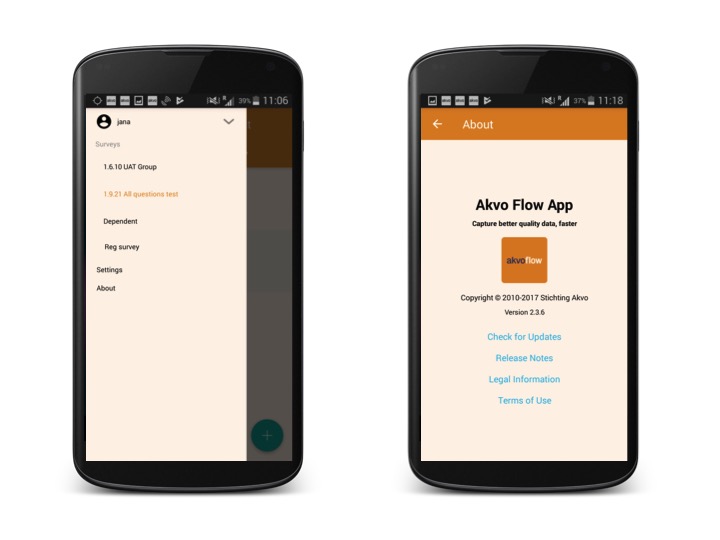 39% 11:06
jana
Surveys
1.6.10 UAT Group
1.9.21 All questions test
Dependent
Reg survey
Settings
About
37% 11:18
About
Akvo Flow App
Capture better quality data, faster
akvoflow
Copyright © 2010-2017 Stichting Akvo
Version 2.3.6
Check for Updates
Release Notes
Legal Information
Terms of Use